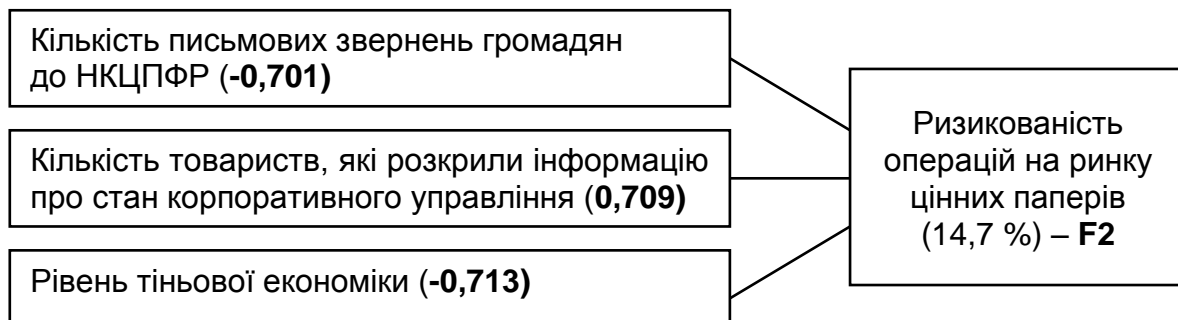 Кількість письмових звернень громадян
до НКЦПФР (-0,701)
Кількість товариств, які розкрили інформацію
про стан корпоративного управління (0,709)
Рівень тіньової економіки (-0,713)
Ризикованість
операцій на ринку
цінних паперів
(14,7 %) – F2